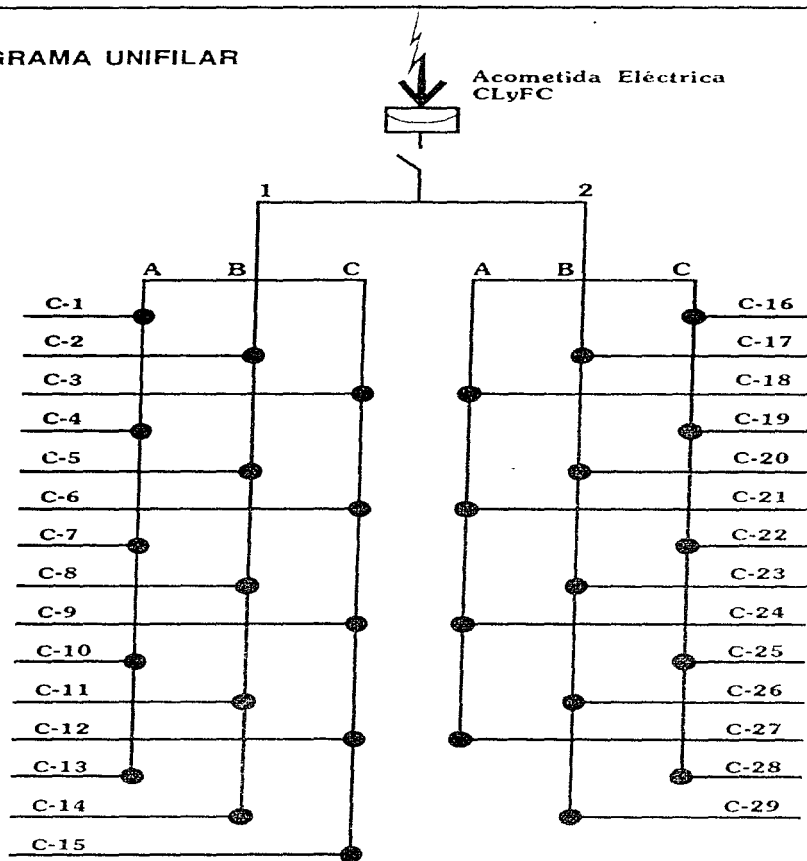 GRAMA UNIFILAR
Acometida Eléctrica
CLyFC
1 2
A B C A B C
C-1 C-16
C-2 C-17
C-3 C-18
C-4 C-19
C-5 C-20
C-6 C-21
C-7 C-22
C-8 C-23
C-9 C-24
C-10 C-25
C-11 C-26
C-12 C-27
C-13 C-28
C-14 C-29
C-15